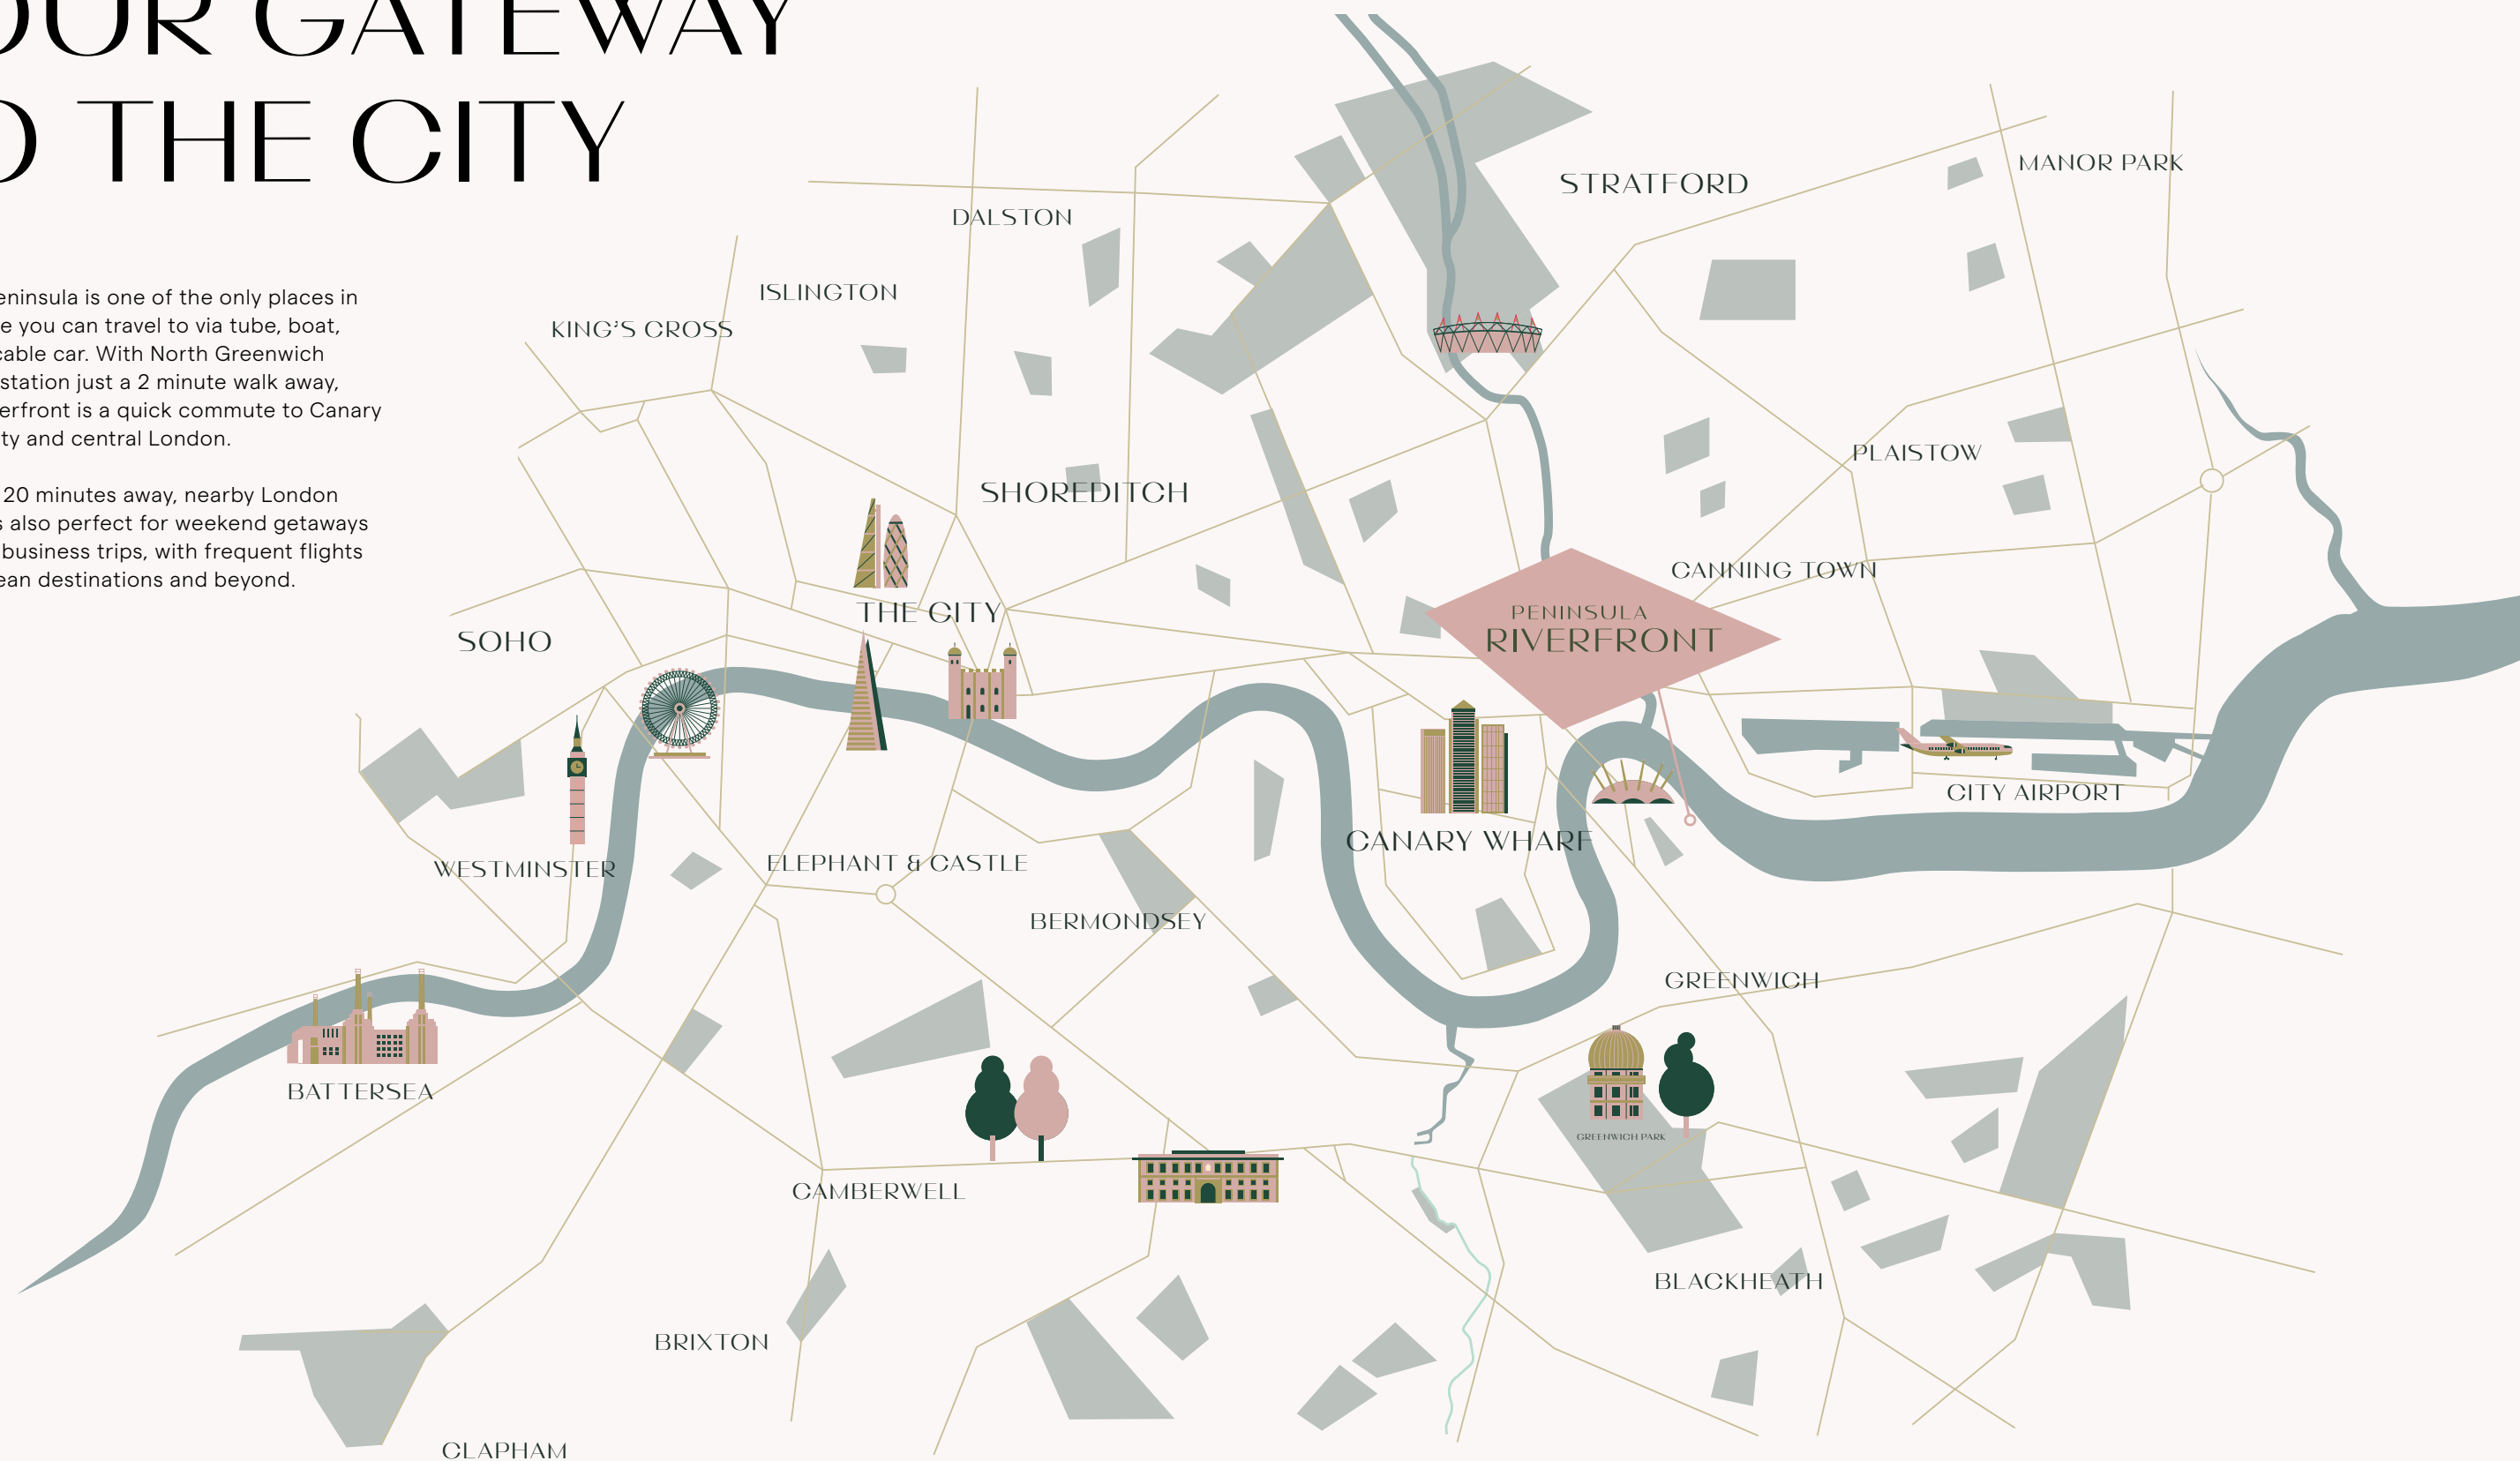 OUR GATEWAY
O THE CITY
eninsula is one of the only places in
e you can travel to via tube, boat,
cable car. With North Greenwich
station just a 2 minute walk away,
erfront is a quick commute to Canary
ty and central London.
20 minutes away, nearby London
s also perfect for weekend getaways
business trips, with frequent flights
ean destinations and beyond.
STRATFORD
MANOR PARK
DALSTON
ISLINGTON
KING'S CROSS
PLAISTOW
SHOREDITCH
CANNING TOWN
THE CITY
SOHO
PENINSULA
RIVERFRONT
CITY AIRPORT
CANARY WHARF
WESTMINSTER
ELEPHANT & CASTLE
BERMONDSEY
GREENWICH
BATTERSEA
GREENWICH PARK
CAMBERWELL
BLACKHEATH
BRIXTON
CLAPHAM